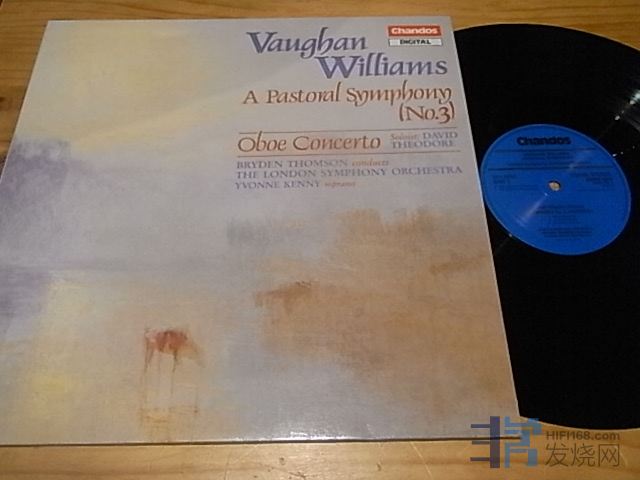 Chandos
DIGITAL
Vaughan
Williams
A Pastoral Symphony
(No.3)
Oboe Concerto Soloist: DAVID
THEODORE
BRYDEN THOMSON conducts
THE LONDON SYMPHONY ORCHESTRA
YVONNE KENNY soprano
Chandos
HIFI168.com
发烧网